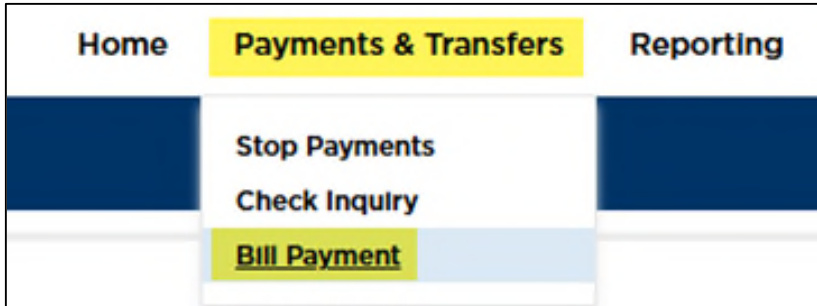 Home Payments & Transfers Reporting
Stop Payments
Check Inquiry
Bill Payment